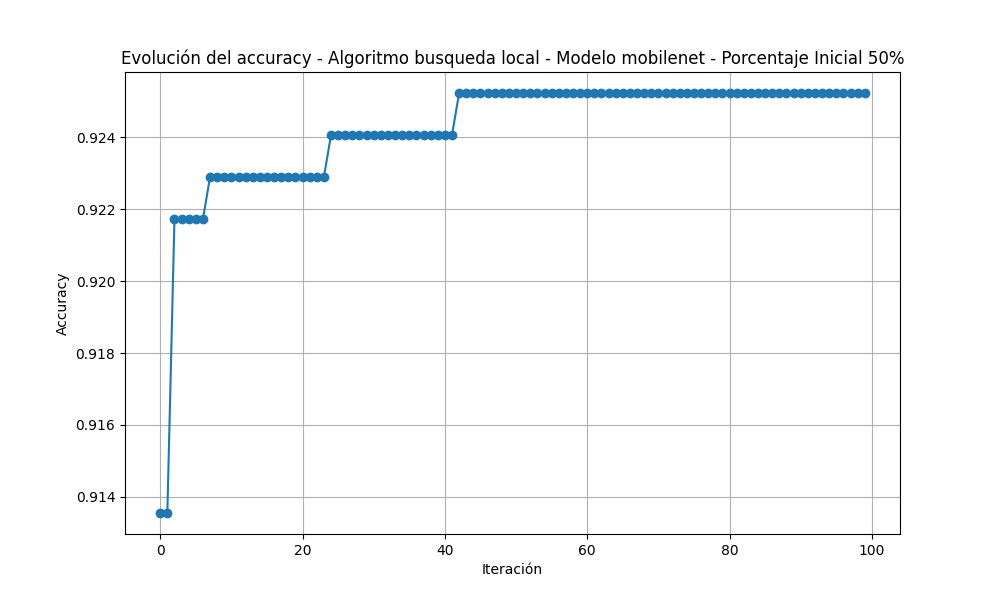 Evolución del accuracy - Algoritmo busqueda local - Modelo mobilenet - Porcentaje Inicial 50%
0.924
0.922
0.920
0.918
0.916
0.914
Accuracy
0 20 40 60 80 100
Iteración